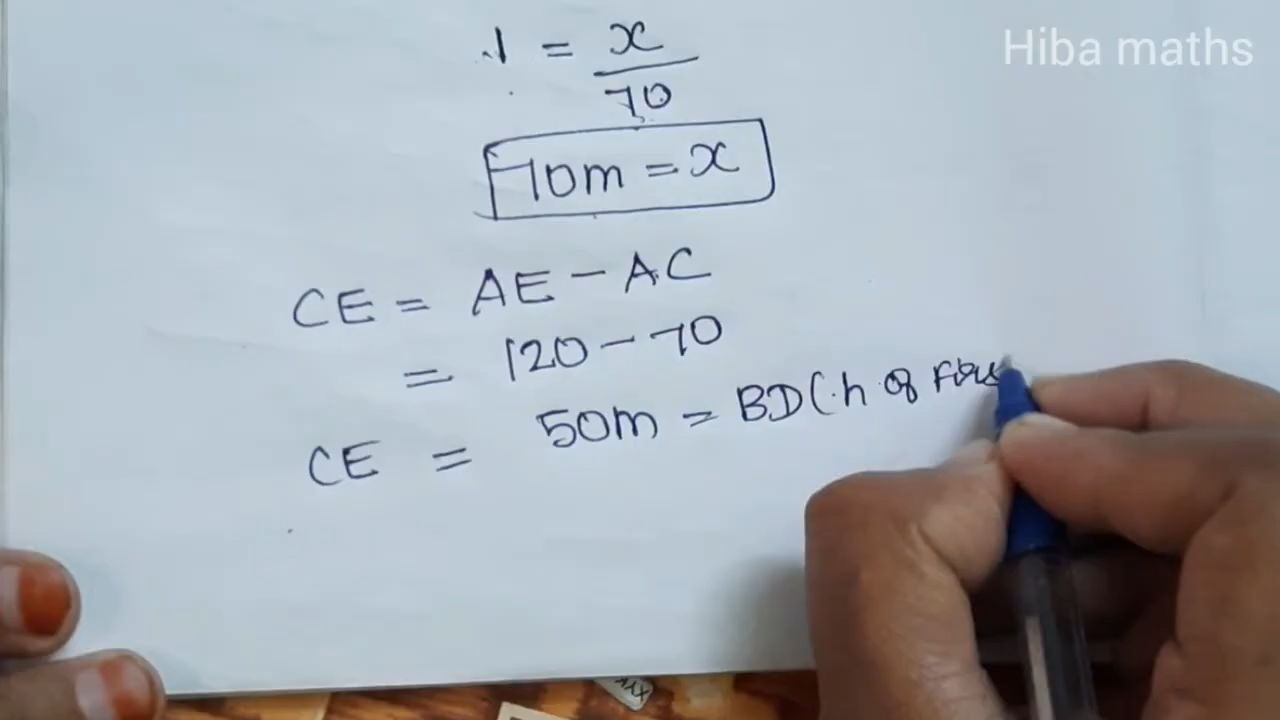 Hiba maths
1 = x
70
70m = x
CE = AE - AC
= 120 - 70
CE = 50m = BD (h of